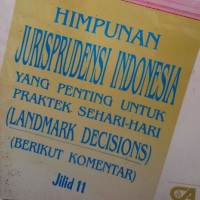 HIMPUNAN
JURISPRUDENSI INDONESIA
YANG PENTING UNTUK
PRAKTEK SEHARI-HARI
(LANDMARK DECISIONS)
(BERIKUT KOMENTAR)
Jilid 11